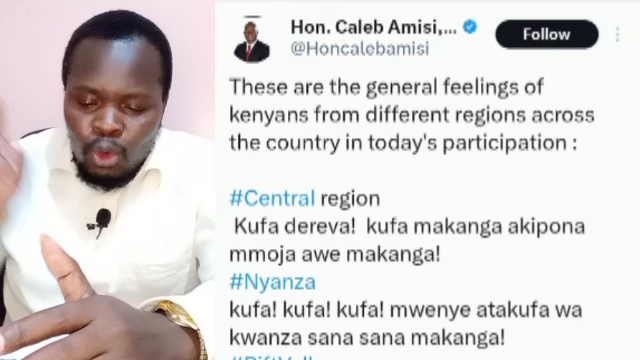 Hon. Caleb Amisi,...
Follow
@Honcalebamisi
These are the general feelings of
kenyans from different regions across
the country in today's participation :
#Central region
Kufa dereva! kufa makanga akipona
mmoja awe makanga!
#Nyanza
kufa! kufa! kufa! mwenye atakufa wa
kwanza sana sana makanga!